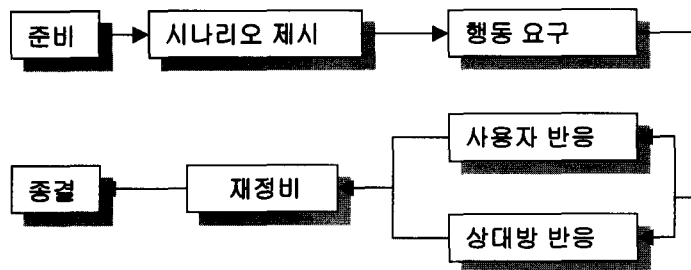 준비
시나리오 제시
행동 요구
사용자 반응
상대방 반응
재정비
종결